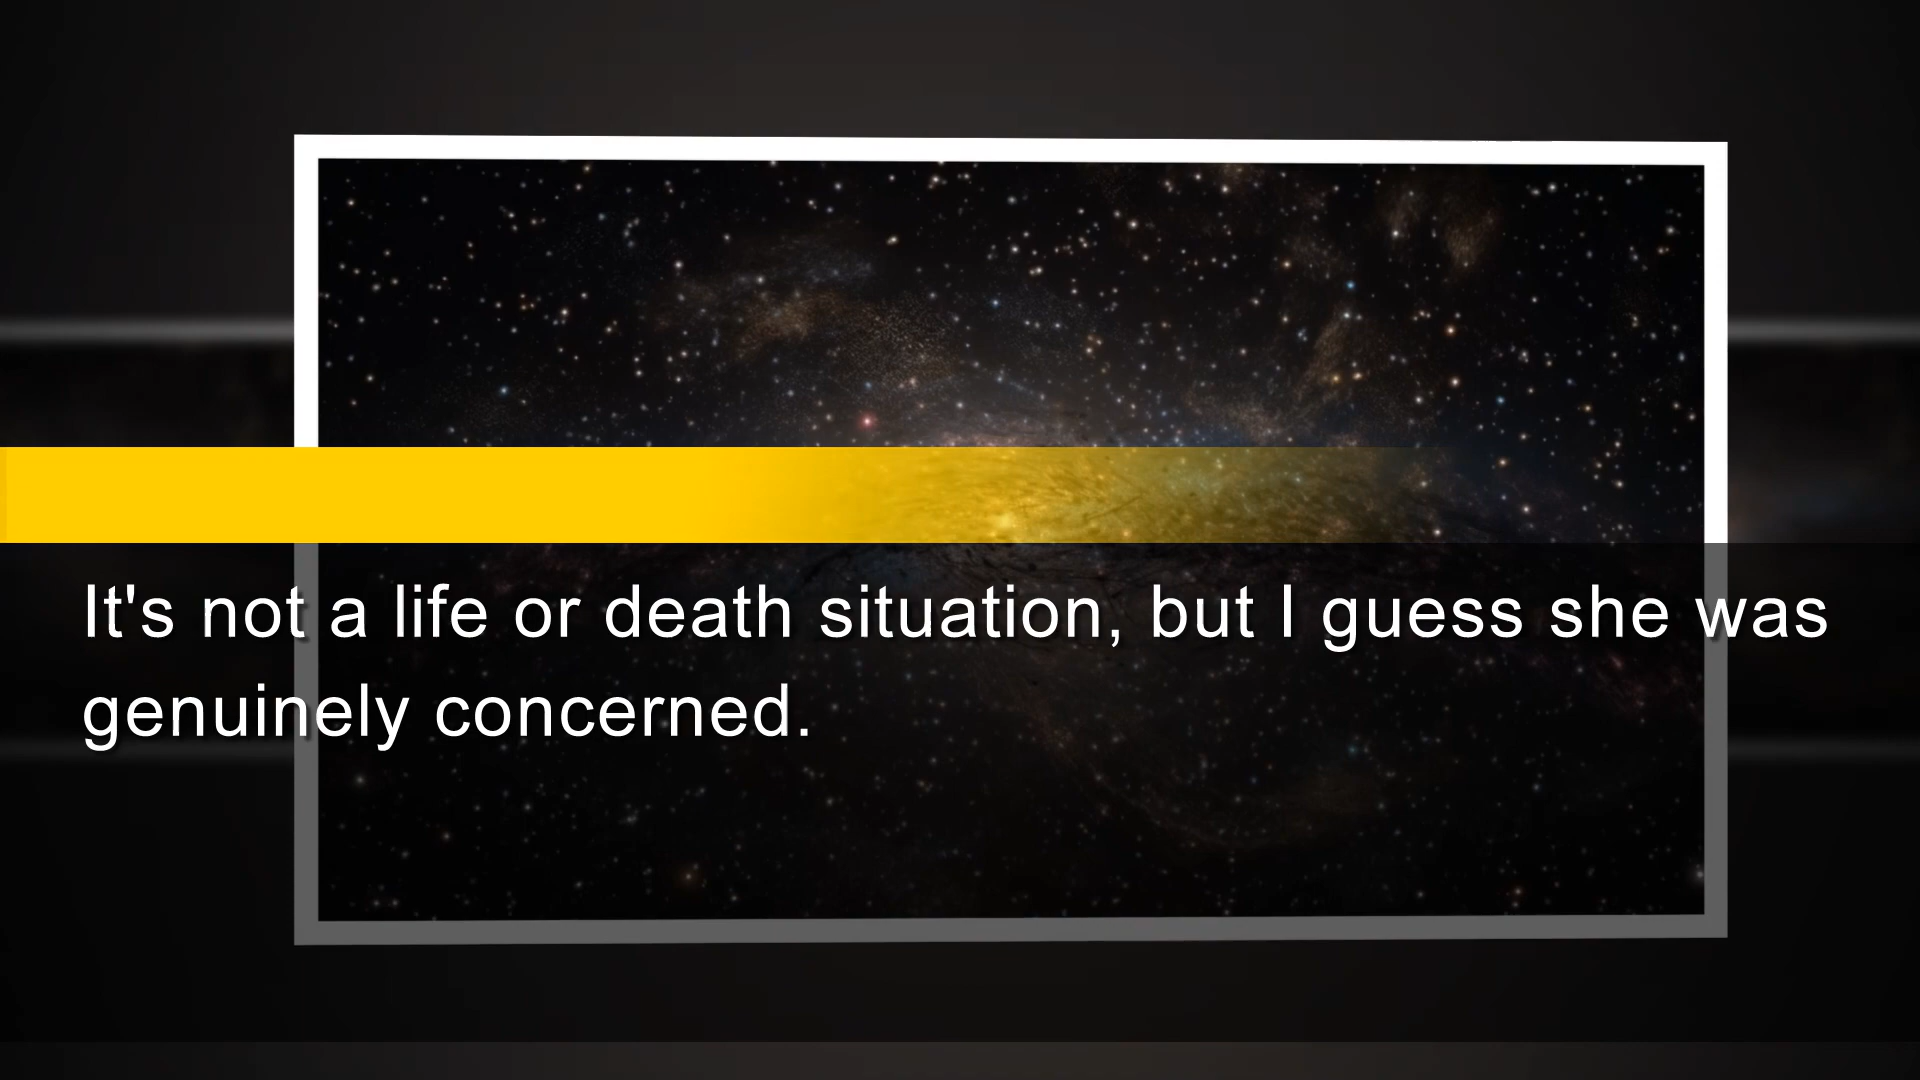 It's not a life or death situation, but I guess she was
genuinely concerned.